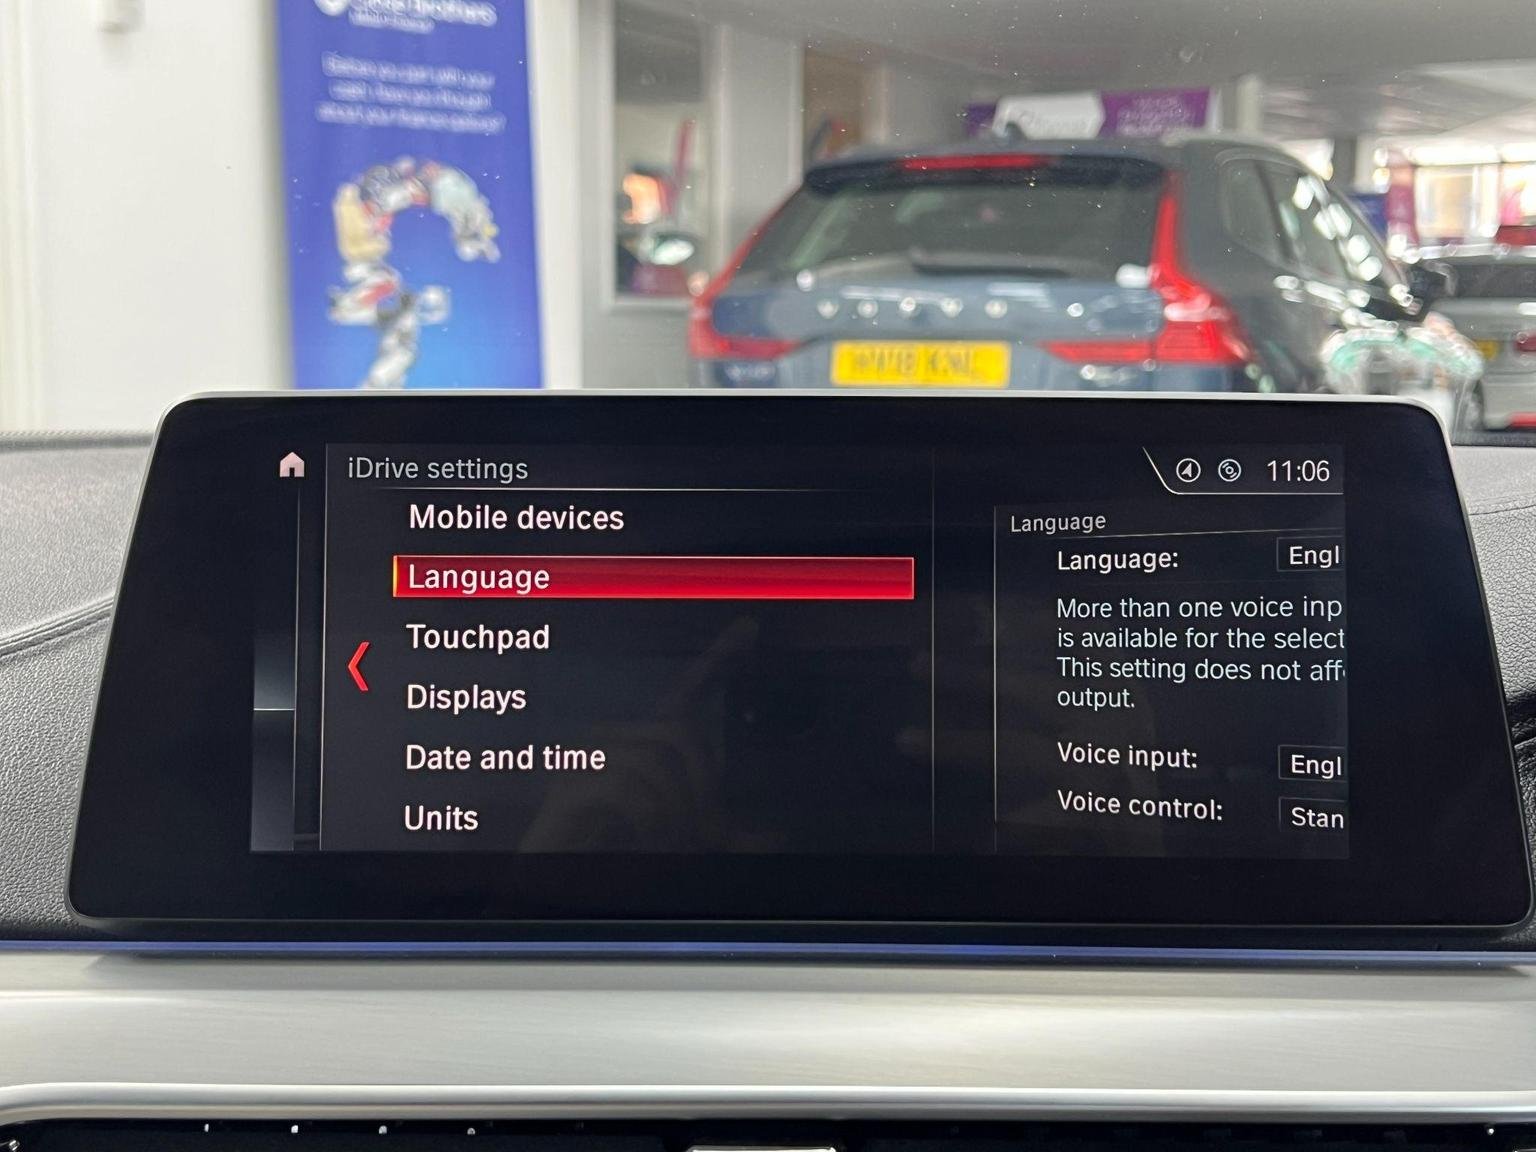 VOLVO
iDrive settings
11:06
Mobile devices
Language
Touchpad
Displays
Date and time
Units
Language
Language:
Engl
More than one voice inp
is available for the select
This setting does not aff
output.
Voice input:
Engl
Voice control:
Stan